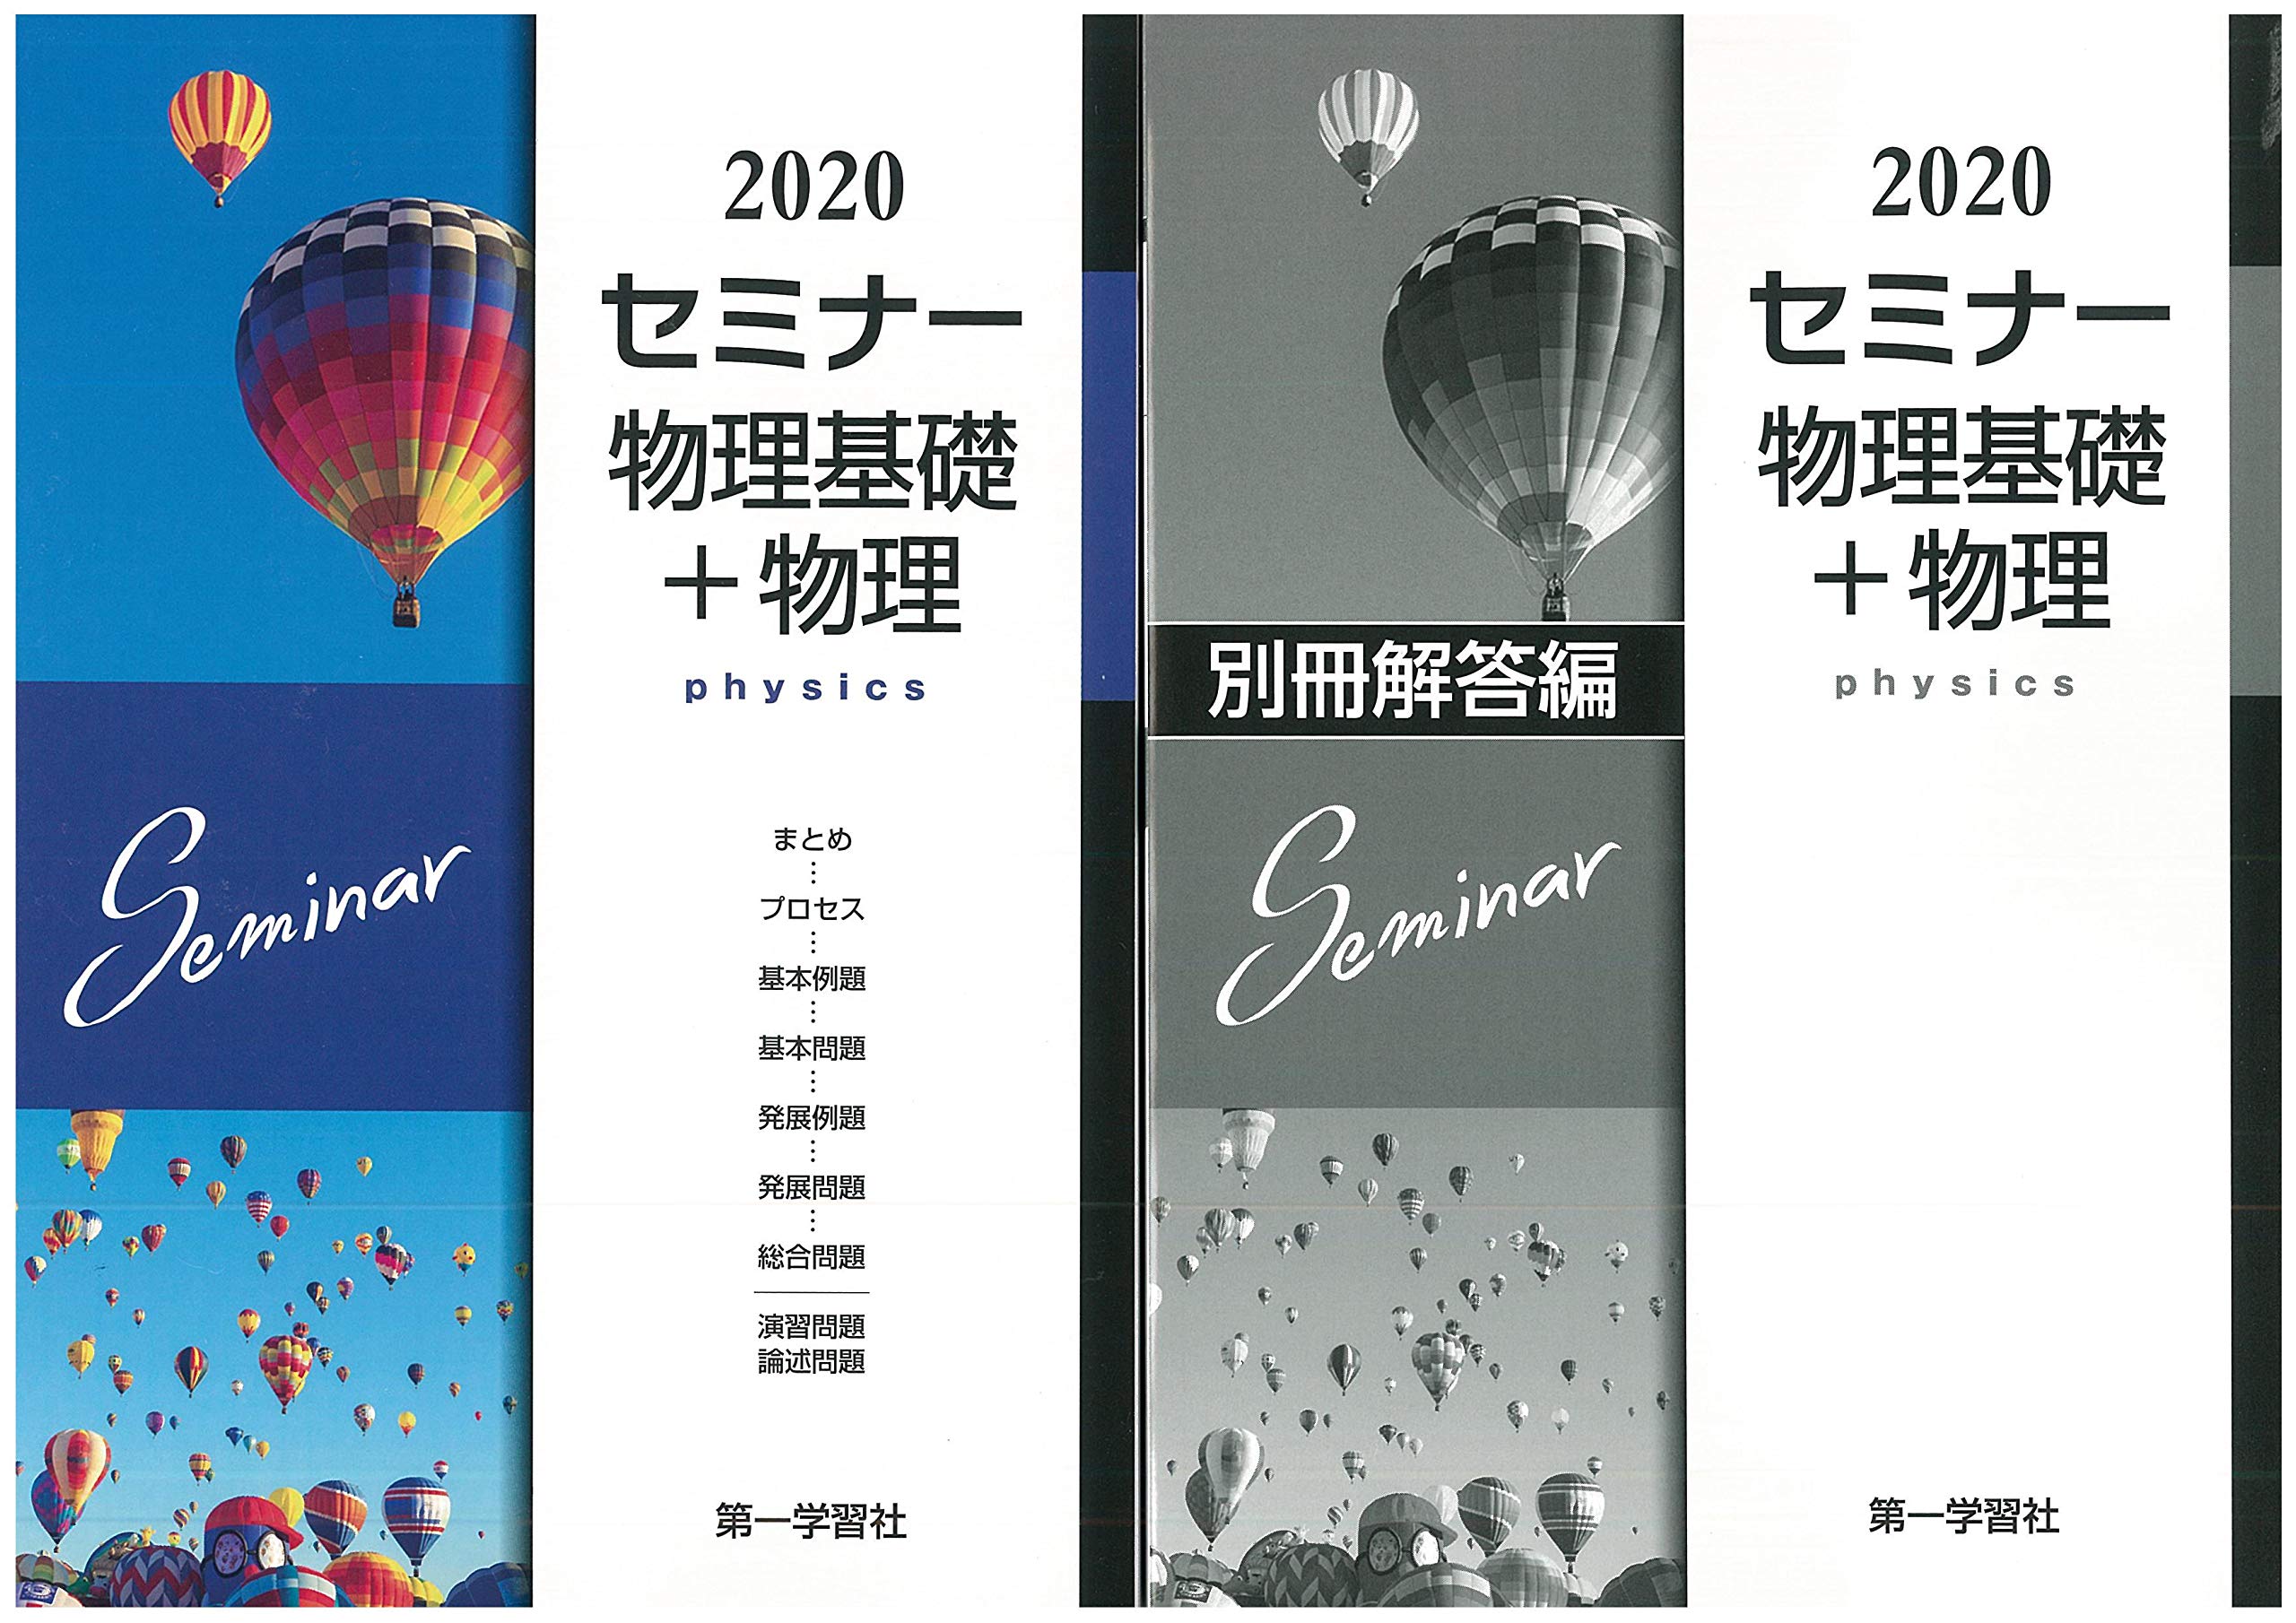 2020
セミナー
物理基礎
＋物理
physics
Seminar
まとめ
プロセス
基本例題
基本問題
発展例題
発展問題
総合問題
演習問題
論述問題
第一学習社
2020
セミナー
物理基礎
＋物理
physics
別冊解答編
Seminar
第一学習社